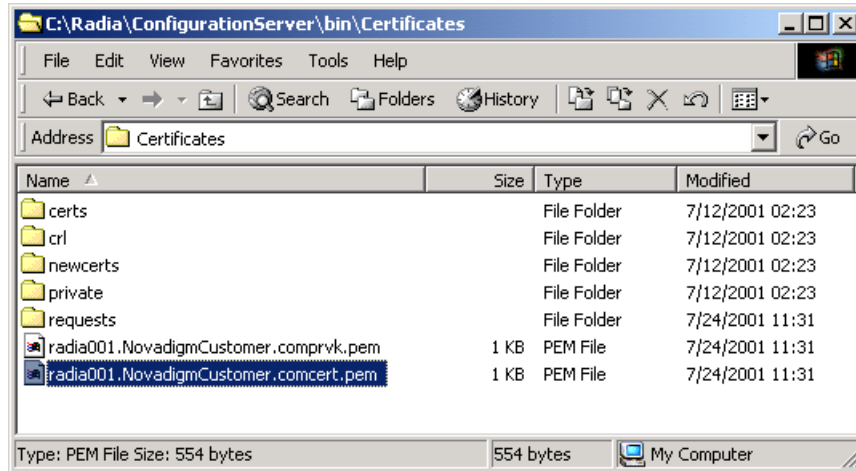 C:\Radia\ConfigurationServer\bin\Certificates
File Edit View Favorites Tools Help
Back Search Folders History
Address Certificates Go
Name Size Type Modified
certs File Folder 7/12/2001 02:23
crl File Folder 7/12/2001 02:23
newcerts File Folder 7/12/2001 02:23
private File Folder 7/12/2001 02:23
requests File Folder 7/24/2001 11:31
radia001.NovadigmCustomer.comprvk.pem 1 KB PEM File 7/24/2001 11:31
radia001.NovadigmCustomer.comcert.pem 1 KB PEM File 7/24/2001 11:31
Type: PEM File Size: 554 bytes 554 bytes My Computer